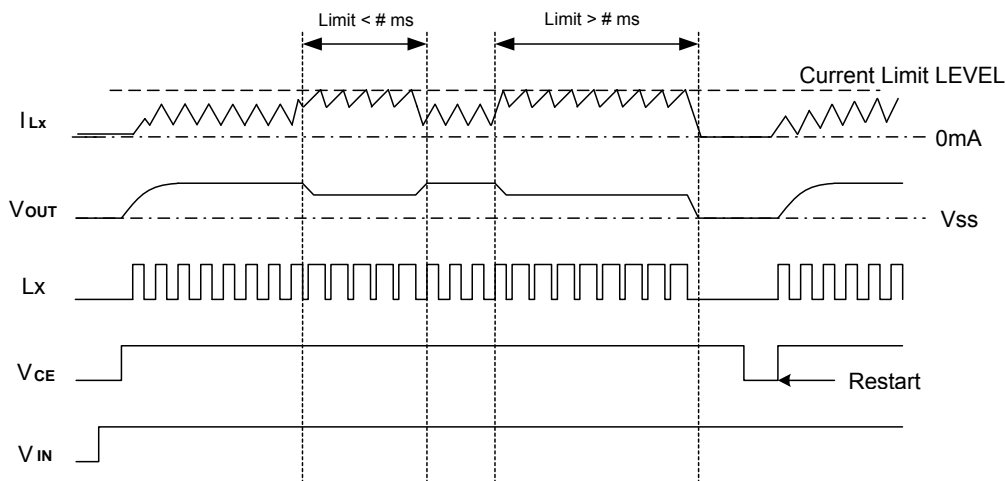 Limit < # ms
Limit > # ms
Current Limit LEVEL
ILx
0mA
VOUT
Vss
Lx
VCE
Restart
VIN